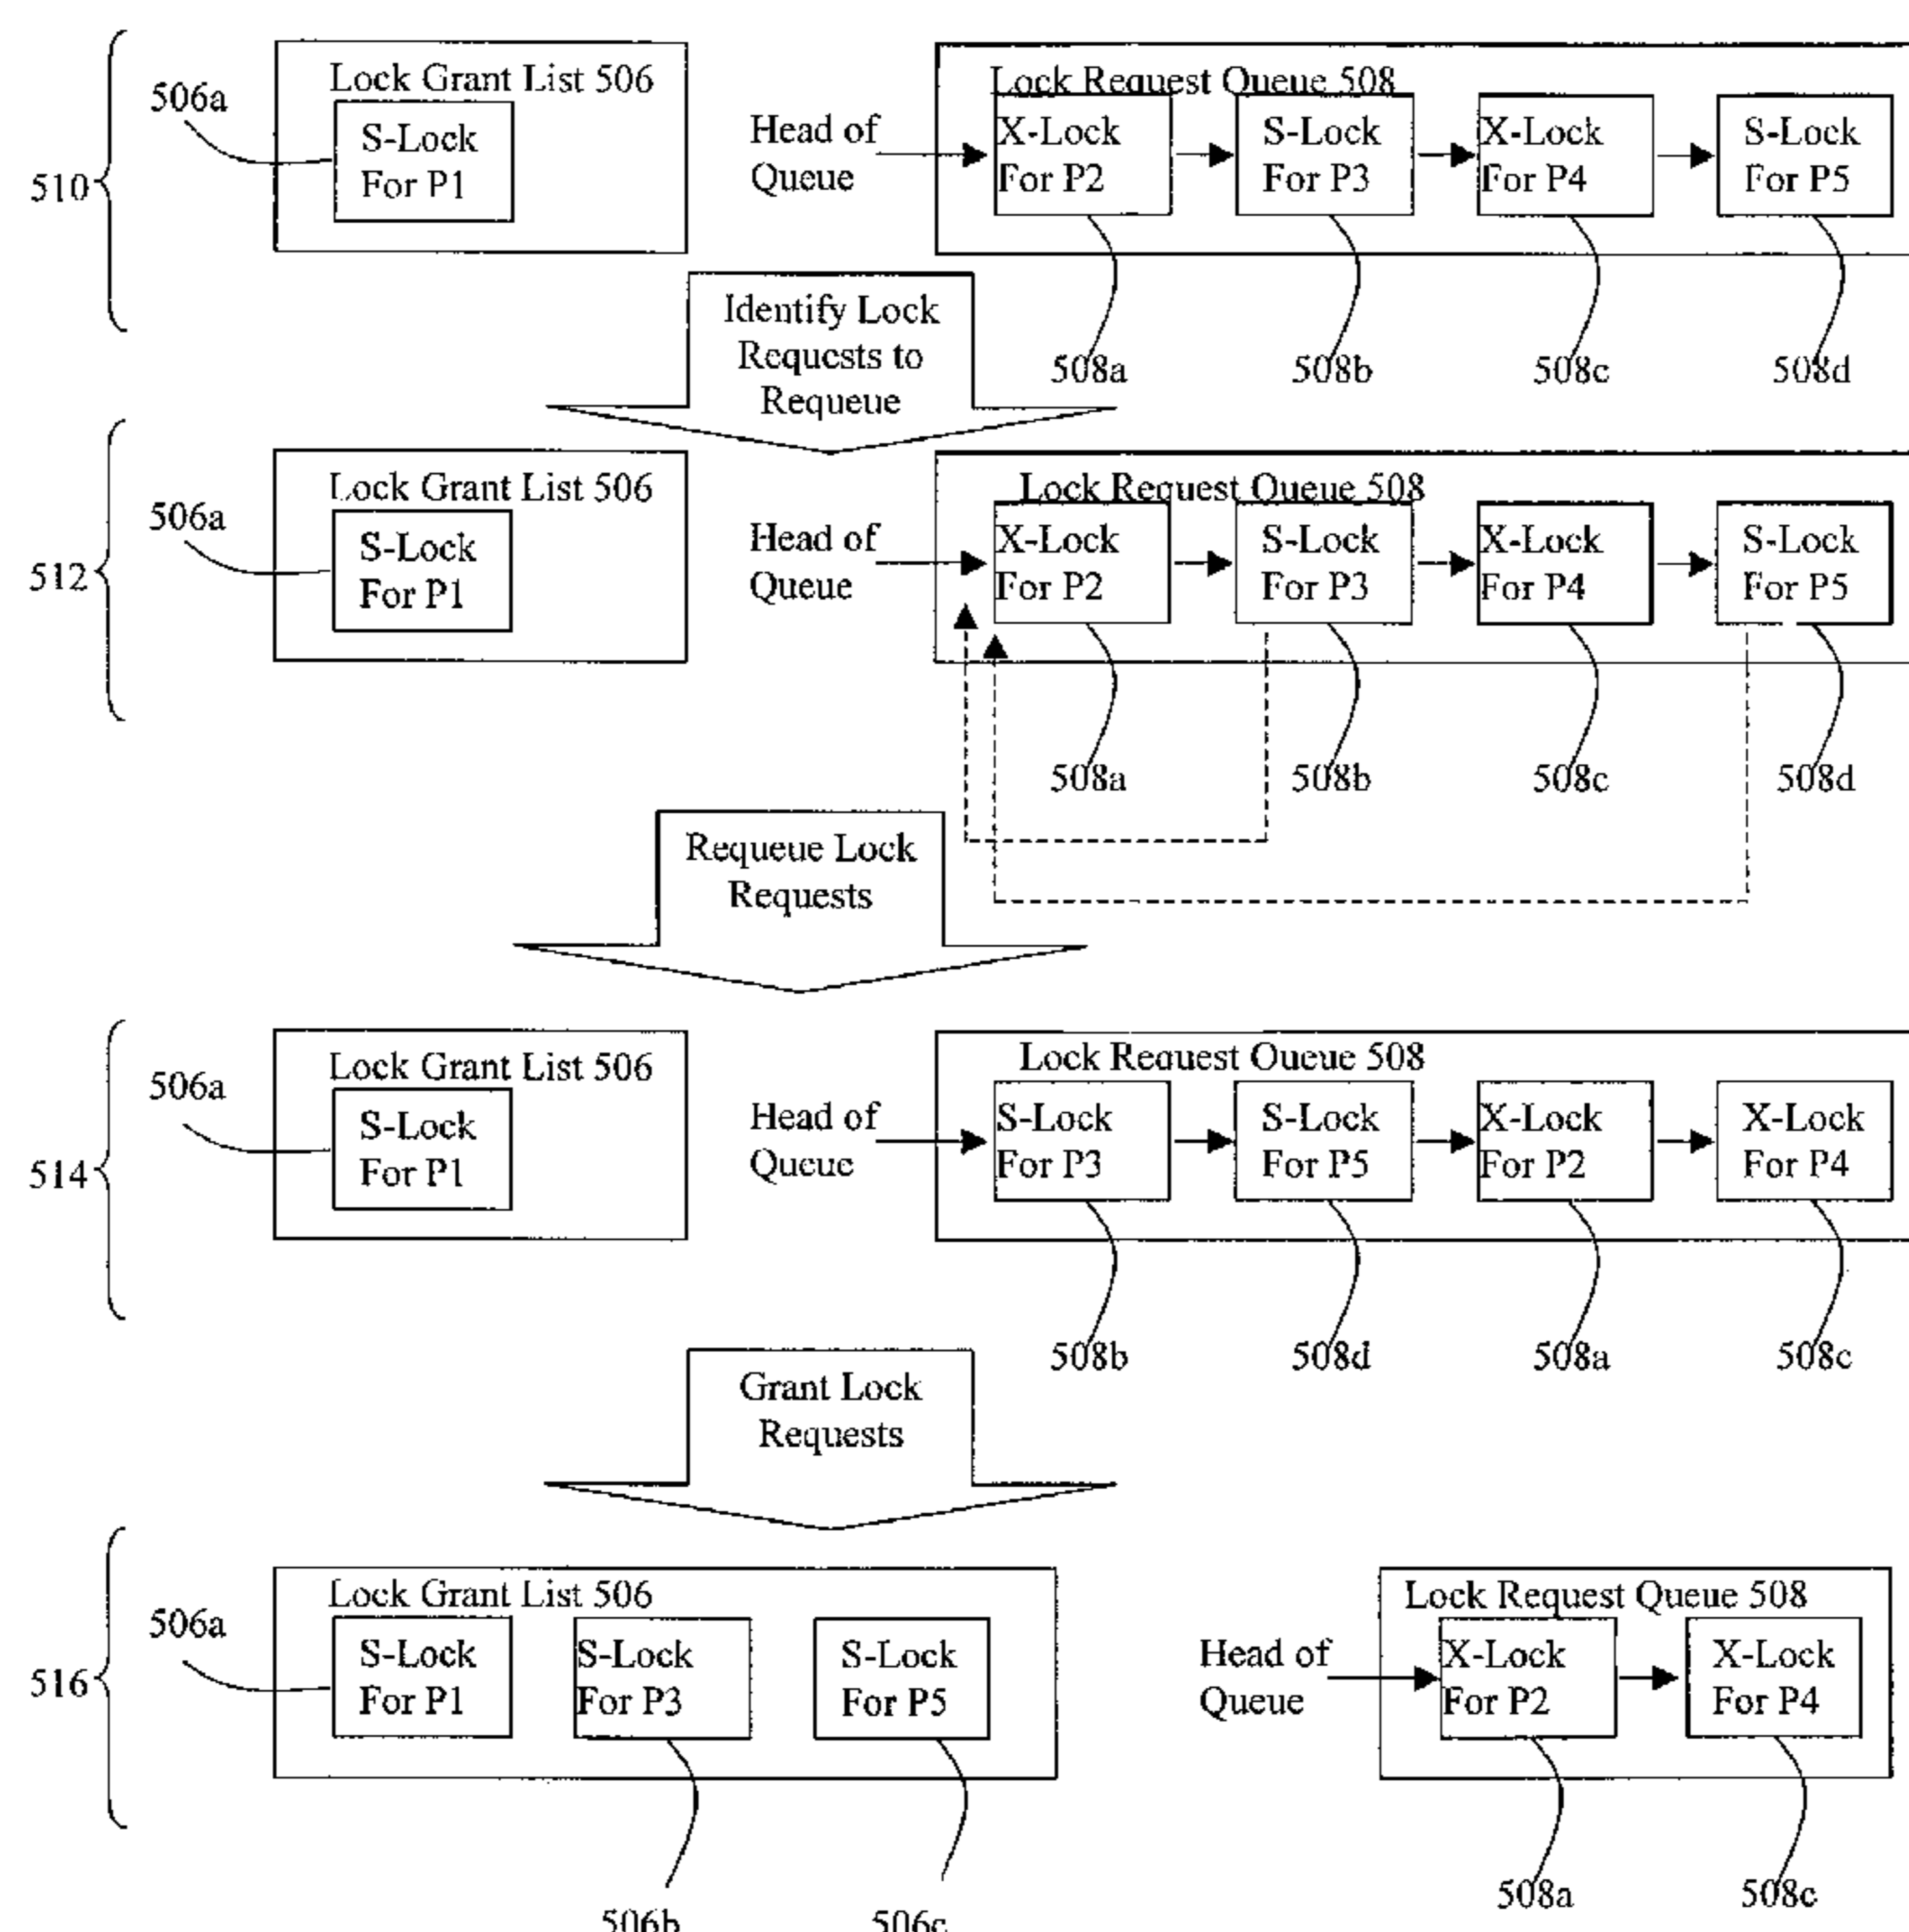 Lock Grant List 506
506a
S-Lock
For P1
510
Head of
Queue
Lock Request Queue 508
X-Lock
For P2
S-Lock
For P3
X-Lock
For P4
S-Lock
For P5
508a
508b
508c
508d
Identify Lock
Requests to
Requeue
Lock Grant List 506
506a
S-Lock
For P1
512
Head of
Queue
Lock Request Queue 508
X-Lock
For P2
S-Lock
For P3
X-Lock
For P4
S-Lock
For P5
508a
508b
508c
508d
Requeue Lock
Requests
Lock Grant List 506
506a
S-Lock
For P1
514
Head of
Queue
Lock Request Queue 508
S-Lock
For P3
S-Lock
For P5
X-Lock
For P2
X-Lock
For P4
508b
508d
508a
508c
Grant Lock
Requests
Lock Grant List 506
506a
S-Lock
For P1
S-Lock
For P3
S-Lock
For P5
516
Head of
Queue
Lock Request Queue 508
X-Lock
For P2
X-Lock
For P4
508a
508c
506b
506c